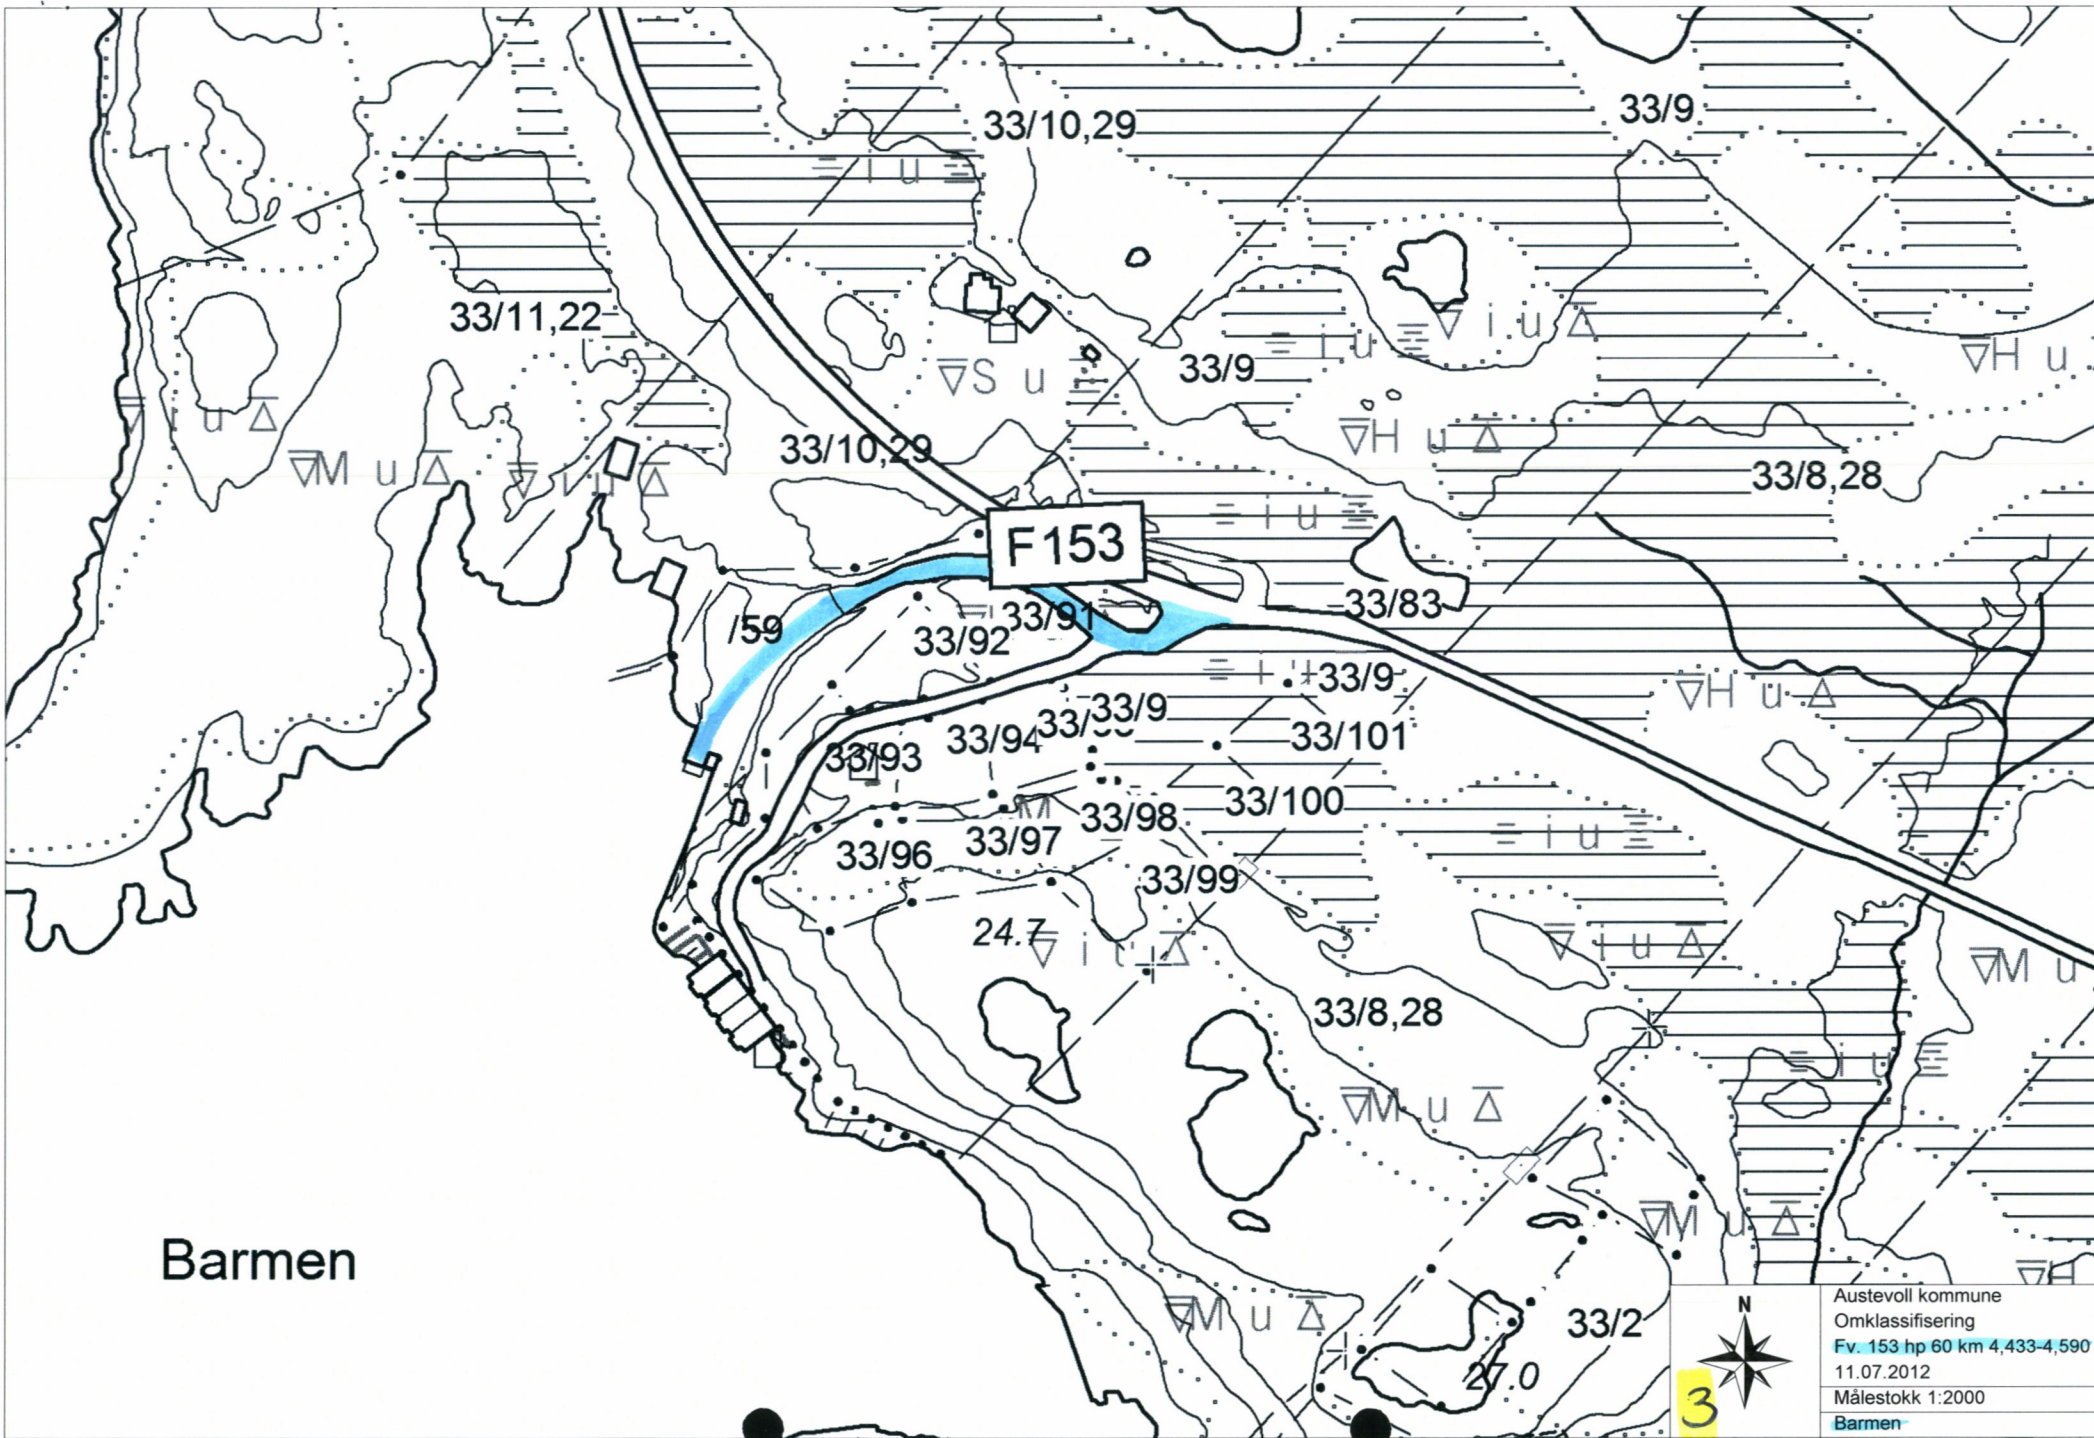 33/10,29
33/9
i u
33/11,22
S u
33/9
i u
i u
H u
i u
M u
i u
33/10,29
H u
33/8,28
i u
F153
33/83
/59
33/92
33/91
33/9
H u
33/93
33/94
33/9
33/101
33/100
33/96
33/97
33/98
M
33/99
i u
24.7
i u
M u
33/8,28
i u
M u
M u
Barmen
H
M u
33/2
27.0
N
3
Austevoll kommune
Omklassifisering
Fv. 153 hp 60 km 4,433-4,590
11.07.2012
Målestokk 1:2000
Barmen